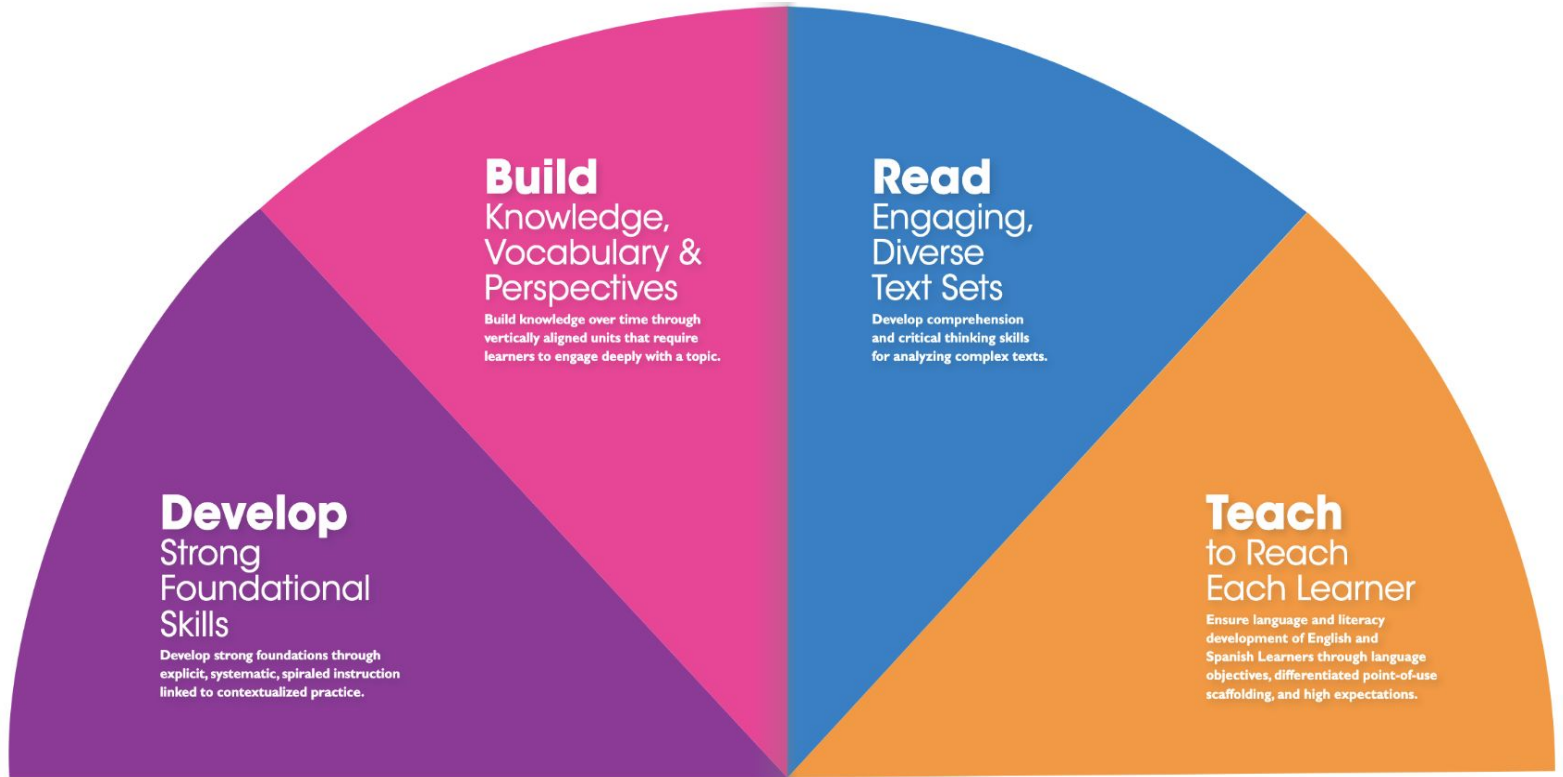 Develop
Strong
Foundational
Skills
Develop strong foundations through
explicit, systematic, spiraled instruction
linked to contextualized practice.
Build
Knowledge,
Vocabulary &
Perspectives
Build knowledge over time through
vertically aligned units that require
learners to engage deeply with a topic.
Read
Engaging,
Diverse
Text Sets
Develop comprehension
and critical thinking skills
for analyzing complex texts.
Teach
to Reach
Each Learner
Ensure language and literacy
development of English and
Spanish Learners through language
objectives, differentiated point-of-use
scaffolding, and high expectations.